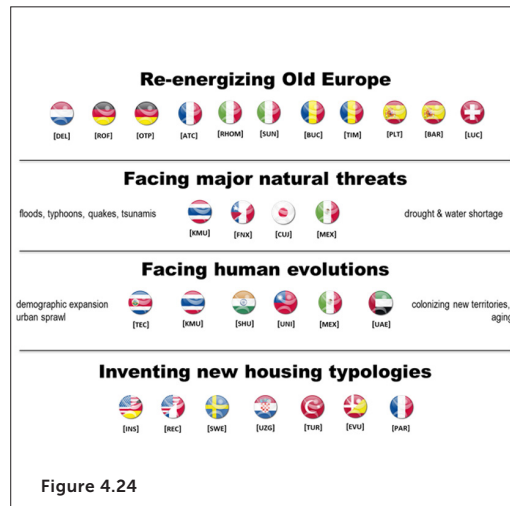 Re-energizing Old Europe
[DEL] [ROF] [OTP] [ATC] [RHOM] [SUN] [BUC] [TIM] [PLT] [BAR] [LUC]
Facing major natural threats
floods, typhoons, quakes, tsunamis
drought & water shortage
[KMU] [FNX] [CUJ] [MEX]
Facing human evolutions
demographic expansion
urban sprawl
colonizing new territories,
aging
[TEC] [KMU] [SHU] [UNI] [MEX] [UAE]
Inventing new housing typologies
[INS] [REC] [SWE] [UZG] [TUR] [EVU] [PAR]
Figure 4.24